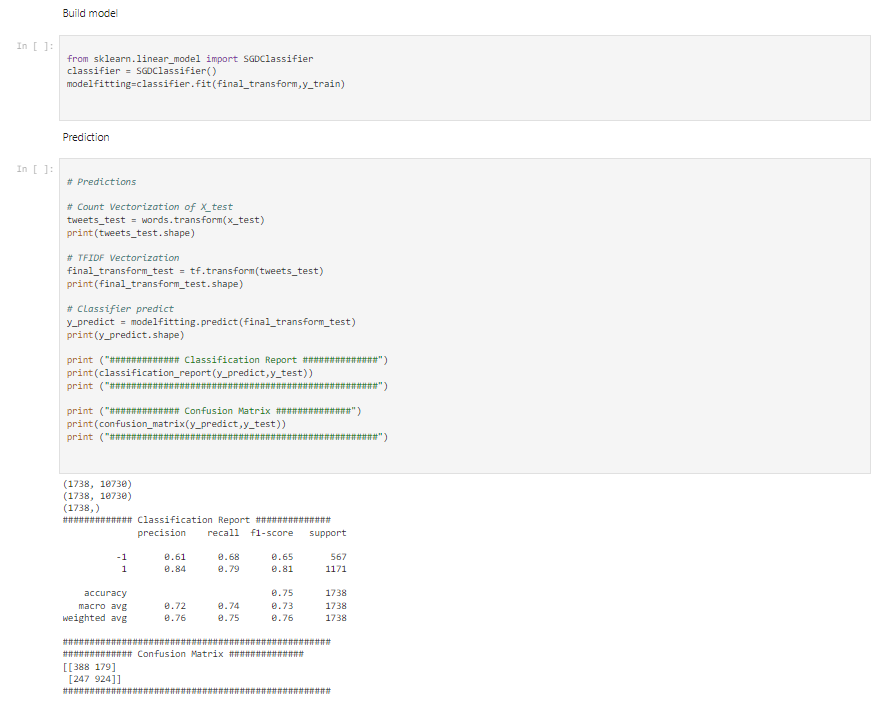 Build model
In [ ]:
from sklearn.linear_model import SGDClassifier
classifier = SGDClassifier()
modelfitting=classifier.fit(final_transform,y_train)
Prediction
In [ ]:
# Predictions
# Count Vectorization of X_test
tweets_test = words.transform(x_test)
print(tweets_test.shape)
# TFIDF Vectorization
final_transform_test = tf.transform(tweets_test)
print(final_transform_test.shape)
# Classifier predict
y_predict = modelfitting.predict(final_transform_test)
print(y_predict.shape)
print ("############# Classification Report ##############")
print(classification_report(y_predict,y_test))
print ("##################################################")
print ("############# Confusion Matrix ##############")
print(confusion_matrix(y_predict,y_test))
print ("##################################################")
(1738, 10730)
(1738, 10730)
(1738,)
############# Classification Report ##############
precision recall f1-score support
-1 0.61 0.68 0.65 567
1 0.84 0.79 0.81 1171
accuracy 0.75 1738
macro avg 0.72 0.74 0.73 1738
weighted avg 0.76 0.75 0.76 1738
##################################################
############# Confusion Matrix ##############
[[388 179]
[247 924]]
##################################################